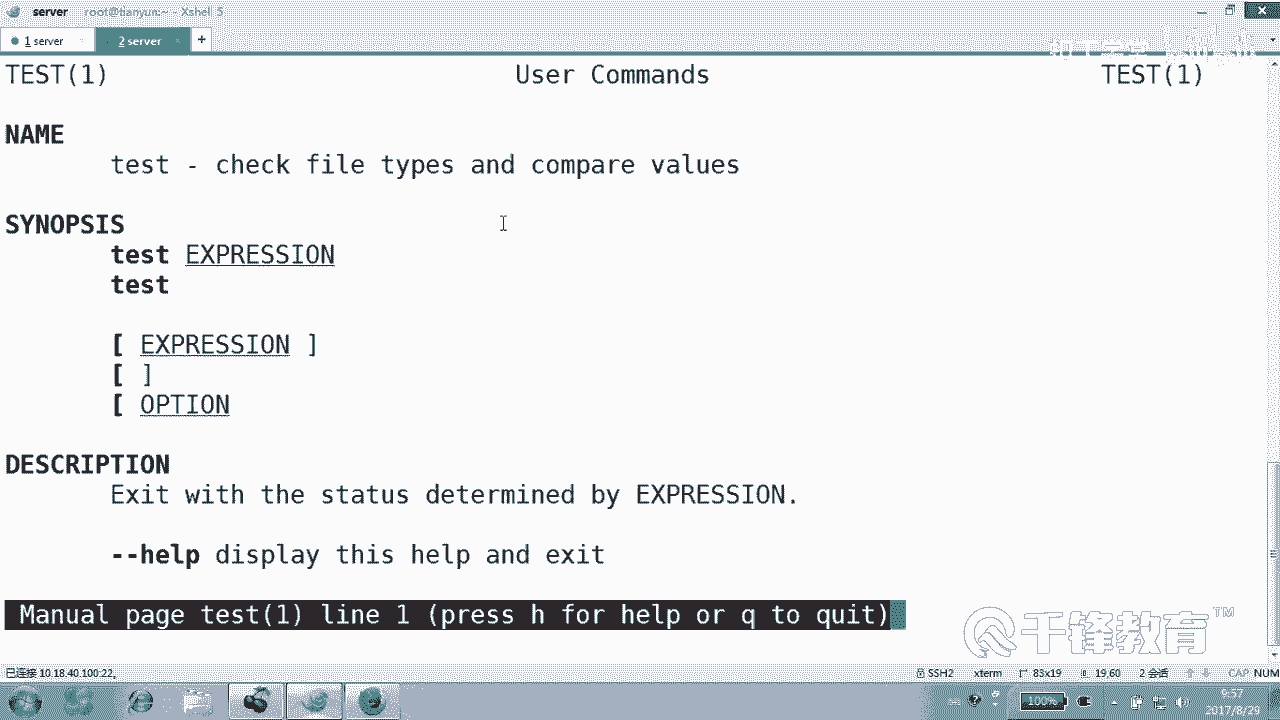 server root@tianyun:~ - Xshell 5
1 server 2 server +
TEST(1) User Commands TEST(1)
NAME
test - check file types and compare values
SYNOPSIS
test EXPRESSION
test
[ EXPRESSION ]
[ ]
[ OPTION
DESCRIPTION
Exit with the status determined by EXPRESSION.
--help display this help and exit
Manual page test(1) line 1 (press h for help or q to quit)
千锋教育 TM
已连接 10.18.40.100:22。 SSH2 xterm 83x19 19,60 2 会话 CAP NUM
100% 9:57
2017/8/29